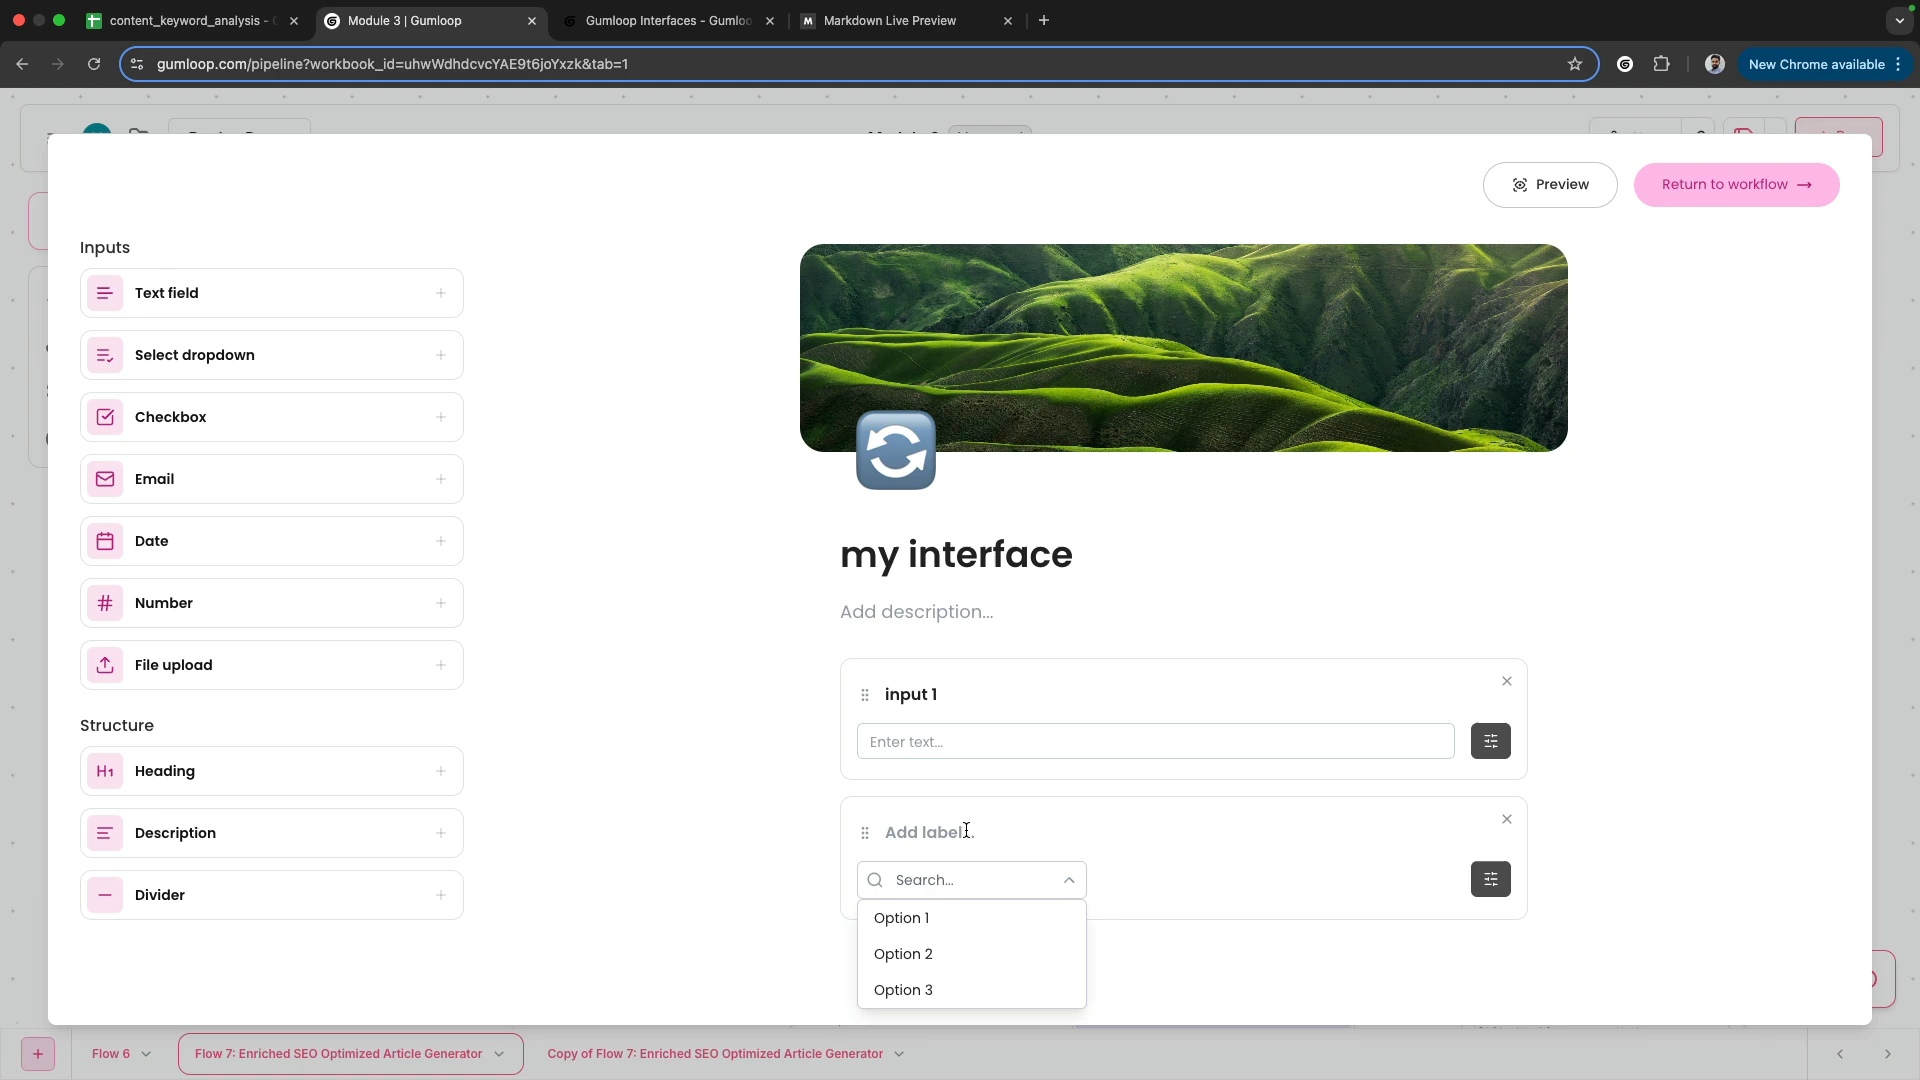 content_keyword_analysis -
Module 3 | Gumloop
Gumloop Interfaces - Gumloo
Markdown Live Preview
gumloop.com/pipeline?workbook_id=uhwWdhdcvcYAE9t6joYxzk&tab=1
New Chrome available
Preview
Return to workflow →
Inputs
Text field
Select dropdown
Checkbox
Email
Date
Number
File upload
Structure
H1 Heading
Description
Divider
my interface
Add description...
input 1
Enter text...
Add label...
Search...
Option 1
Option 2
Option 3
Flow 6
Flow 7: Enriched SEO Optimized Article Generator
Copy of Flow 7: Enriched SEO Optimized Article Generator